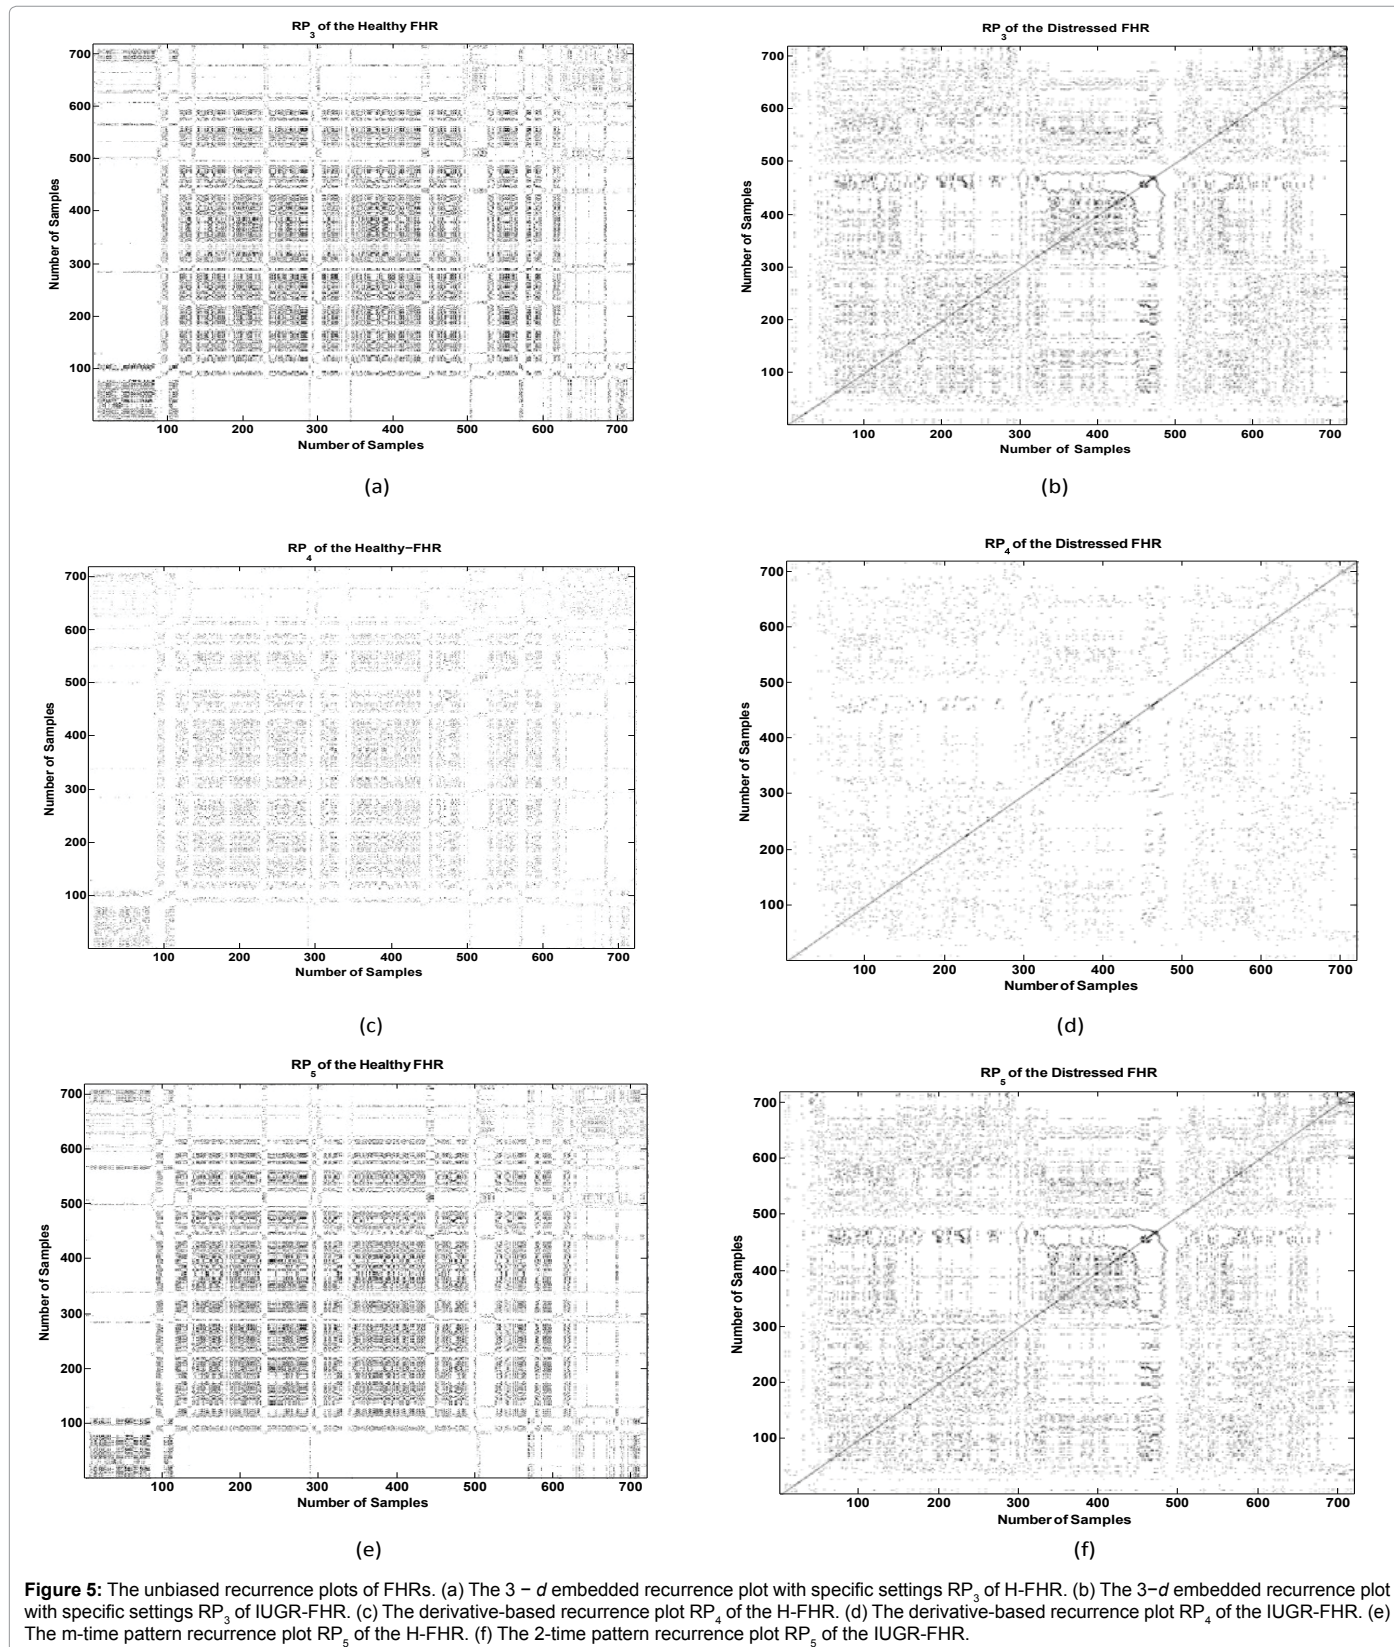 RP3 of the Healthy FHR
700
600
500
400
300
200
100
Number of Samples
100 200 300 400 500 600 700
Number of Samples
(a)
RP3 of the Distressed FHR
700
600
500
400
300
200
100
Number of Samples
100 200 300 400 500 600 700
Number of Samples
(b)
RP4 of the Healthy−FHR
700
600
500
400
300
200
100
Number of Samples
100 200 300 400 500 600 700
Number of Samples
(c)
RP4 of the Distressed FHR
700
600
500
400
300
200
100
Number of Samples
100 200 300 400 500 600 700
Number of Samples
(d)
RP5 of the Healthy FHR
700
600
500
400
300
200
100
Number of Samples
100 200 300 400 500 600 700
Number of Samples
(e)
RP5 of the Distressed FHR
700
600
500
400
300
200
100
Number of Samples
100 200 300 400 500 600 700
Number of Samples
(f)
Figure 5: The unbiased recurrence plots of FHRs. (a) The 3 − d embedded recurrence plot with specific settings RP3 of H-FHR. (b) The 3−d embedded recurrence plot
with specific settings RP3 of IUGR-FHR. (c) The derivative-based recurrence plot RP4 of the H-FHR. (d) The derivative-based recurrence plot RP4 of the IUGR-FHR. (e)
The m-time pattern recurrence plot RP5 of the H-FHR. (f) The 2-time pattern recurrence plot RP5 of the IUGR-FHR.